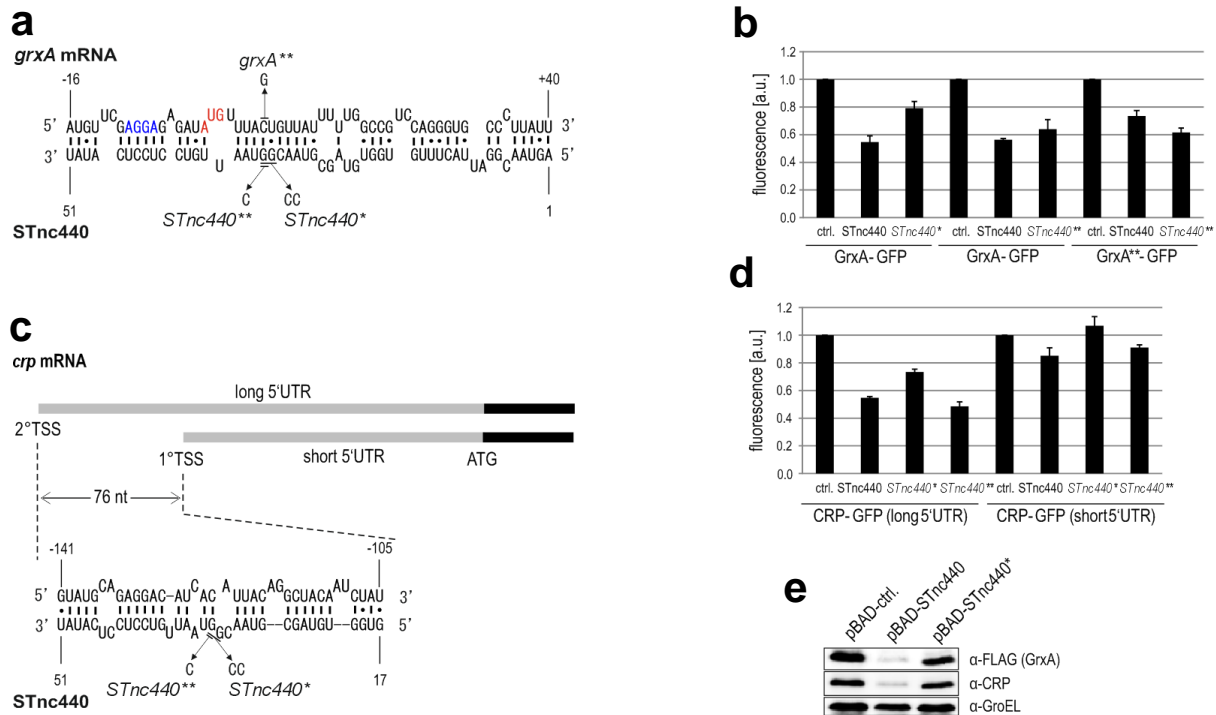 a
grxA mRNA
grxA**
G
-16
+40
UC A UG U UU U UC C
5' AUGU GAGGAG GAUA UUACUGUUAU UGGCCG CAGGGUG CC UUAUU 3'
3' UAUA CUCCUC CUGU AAUGGCAAUG A UGGU GUUUCAU GG AAUGA 5'
U CG UG UA C
C CC
STnc440** STnc440*
51
1
STnc440
b
fluorescence [a.u.]
1.2
1.0
0.8
0.6
0.4
0.2
0.0
ctrl. STnc440 STnc440* ctrl. STnc440 STnc440** ctrl. STnc440 STnc440**
GrxA-GFP GrxA-GFP GrxA**-GFP
c
crp mRNA
long 5'UTR
2°TSS
1°TSS short 5'UTR ATG
76 nt
-141 -105
CA C A AG AU
5' GUAUG GAGGAC-AU AC UUAC GCUACA CUAU 3'
3' UAUAC CUCCUG UA UG AAUG--CGAUGU--GGUG 5'
UC U A GC
C CC
STnc440** STnc440*
51 17
STnc440
d
fluorescence [a.u.]
1.2
1.0
0.8
0.6
0.4
0.2
0.0
ctrl. STnc440 STnc440* STnc440** ctrl. STnc440 STnc440* STnc440**
CRP-GFP (long 5'UTR) CRP-GFP (short 5'UTR)
e
pBAD-ctrl.
pBAD-STnc440
pBAD-STnc440*
α-FLAG (GrxA)
α-CRP
α-GroEL